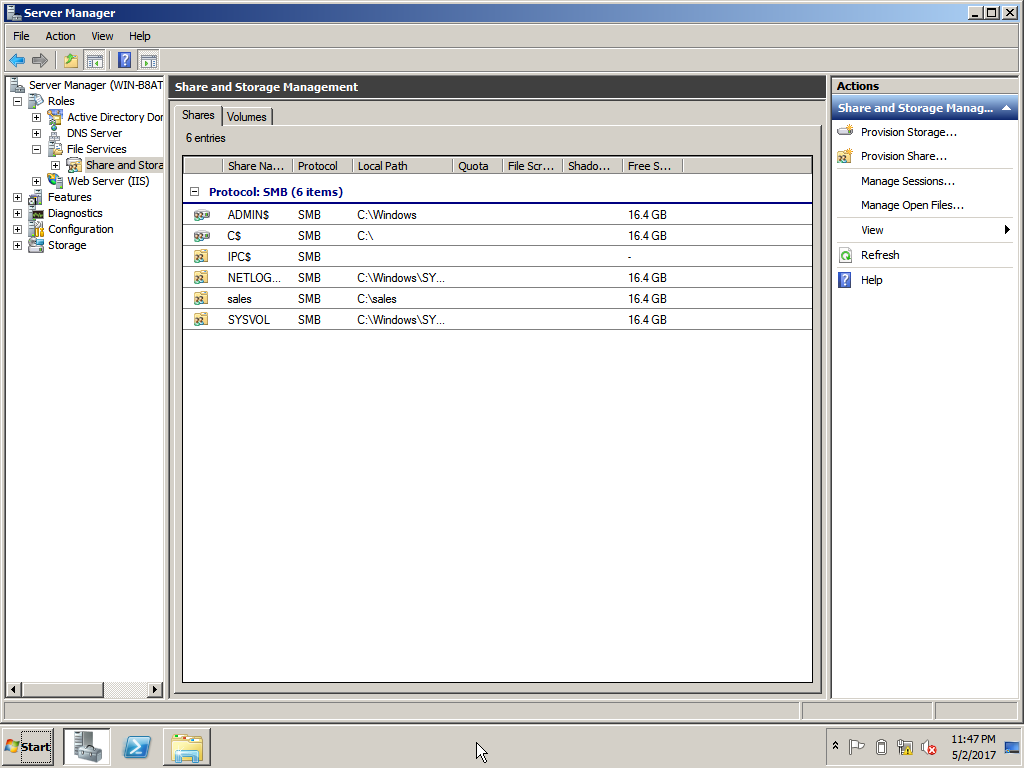 Server Manager
File Action View Help
Server Manager (WIN-B8AT
Roles
Active Directory Dor
DNS Server
File Services
Share and Stora
Web Server (IIS)
Features
Diagnostics
Configuration
Storage
Share and Storage Management
Shares Volumes
6 entries
Share Na... Protocol Local Path Quota File Scr... Shado... Free S...
Protocol: SMB (6 items)
ADMIN$ SMB C:\Windows 16.4 GB
C$ SMB C:\ 16.4 GB
IPC$ SMB -
NETLOG... SMB C:\Windows\SY... 16.4 GB
sales SMB C:\sales 16.4 GB
SYSVOL SMB C:\Windows\SY... 16.4 GB
Actions
Share and Storage Manag...
Provision Storage...
Provision Share...
Manage Sessions...
Manage Open Files...
View
Refresh
Help
Start
11:47 PM
5/2/2017